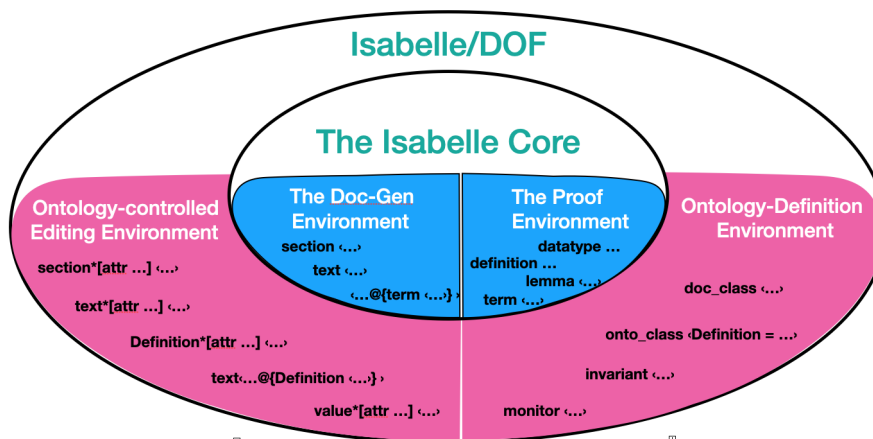 Isabelle/DOF
The Isabelle Core
Ontology-controlled
Editing Environment
section*[attr ...] ‹...›
text*[attr ...] ‹...›
Definition*[attr ...] ‹...›
text‹...@{Definition ‹...›} ›
value*[attr ...] ‹...›
The Doc-Gen
Environment
section ‹...›
text ‹...›
‹...@{term ‹...›} ›
The Proof
Environment
datatype ...
definition ...
lemma ‹...›
term ‹...›
Ontology-Definition
Environment
doc_class ‹...›
onto_class ‹Definition = ...›
invariant ‹...›
monitor ‹...›